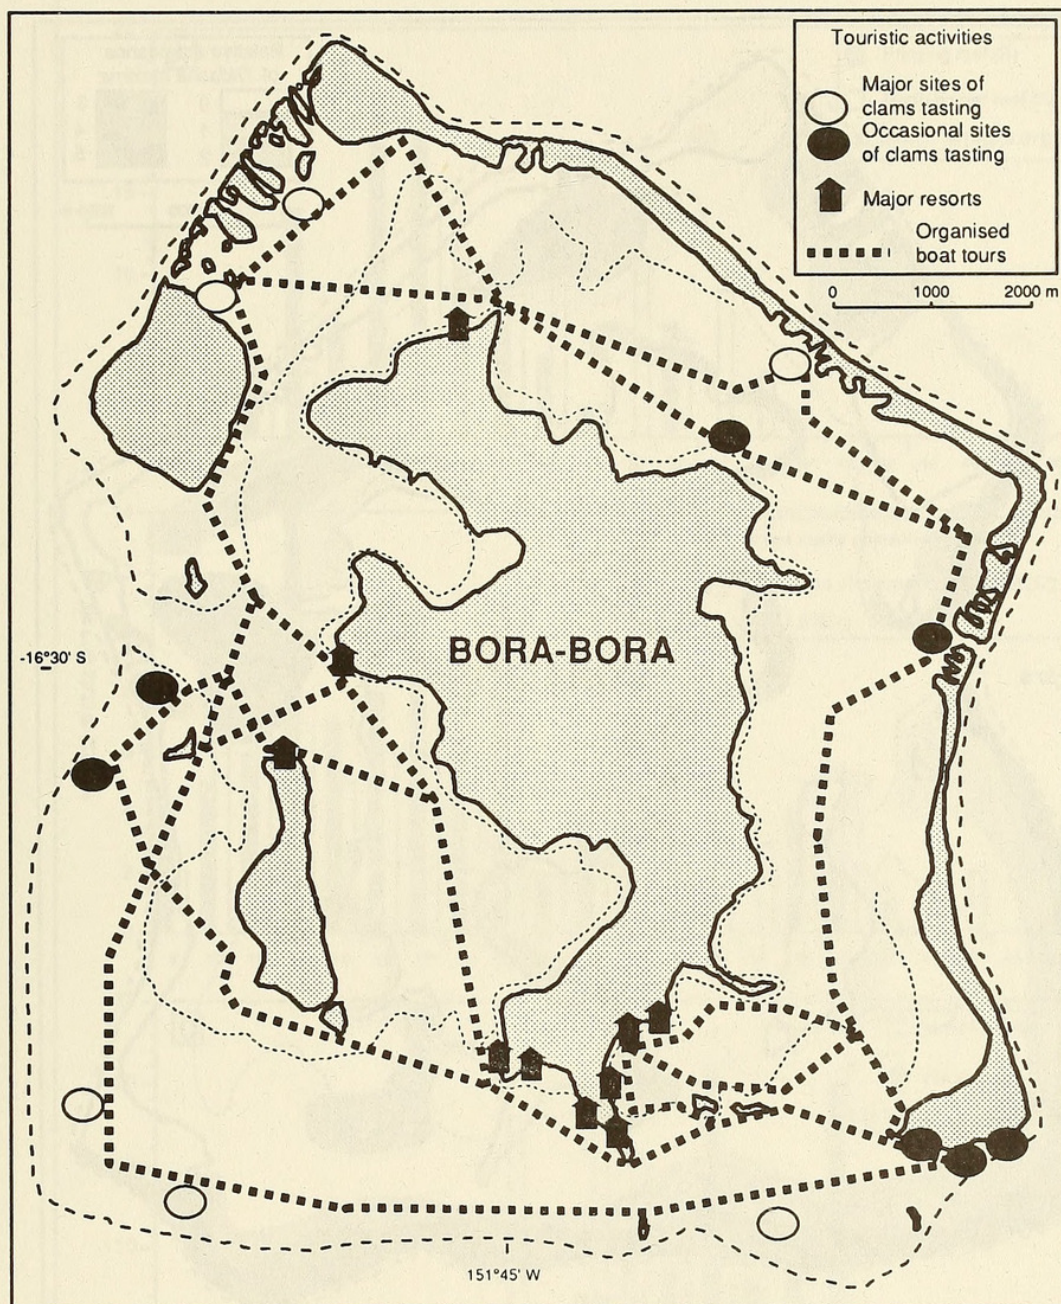 Touristic activities
Major sites of
clams tasting
Occasional sites
of clams tasting
Major resorts
Organised
boat tours
0 1000 2000 m
BORA-BORA
-16°30' S
151°45' W